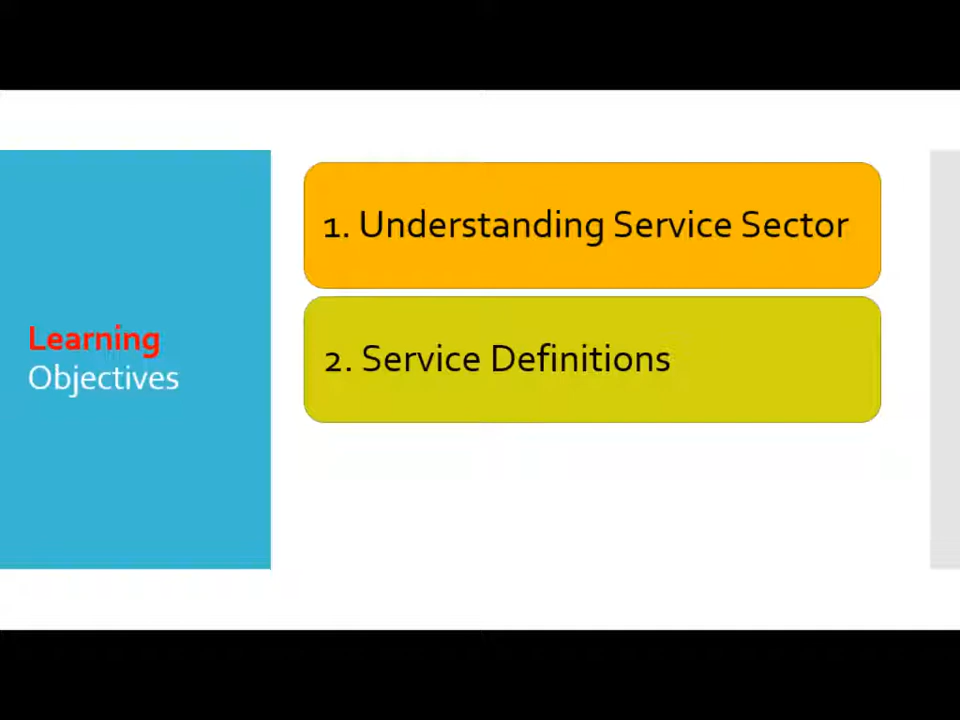 Learning
Objectives
1. Understanding Service Sector
2. Service Definitions